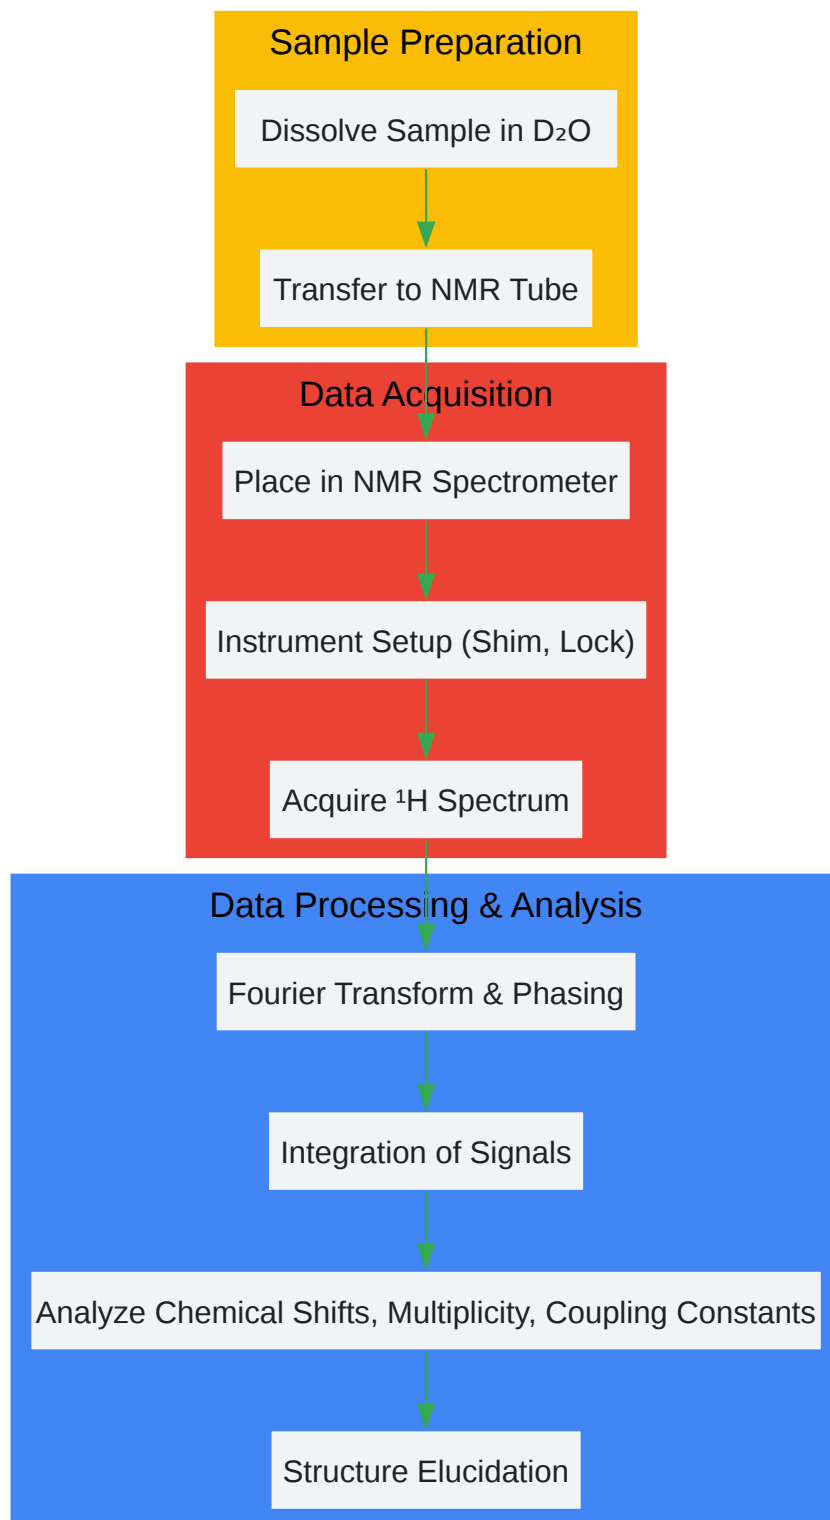 Sample Preparation
Dissolve Sample in D₂O
Transfer to NMR Tube
Data Acquisition
Place in NMR Spectrometer
Instrument Setup (Shim, Lock)
Acquire ¹H Spectrum
Data Processing & Analysis
Fourier Transform & Phasing
Integration of Signals
Analyze Chemical Shifts, Multiplicity, Coupling Constants
Structure Elucidation